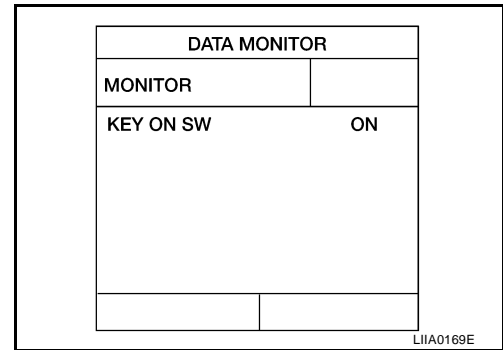 DATA MONITOR
MONITOR
KEY ON SW ON
LIIA0169E